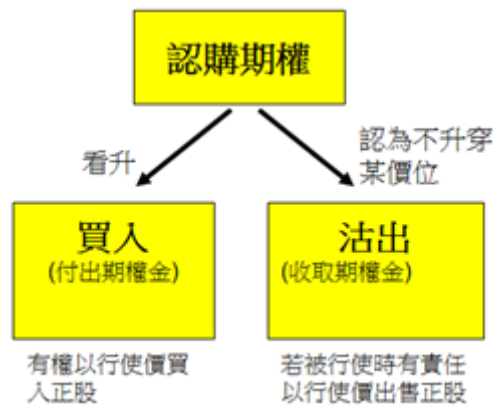 認購期權
看升
認為不升穿
某價位
買入
(付出期權金)
沽出
(收取期權金)
有權以行使價買
入正股
若被行使時有責任
以行使價出售正股